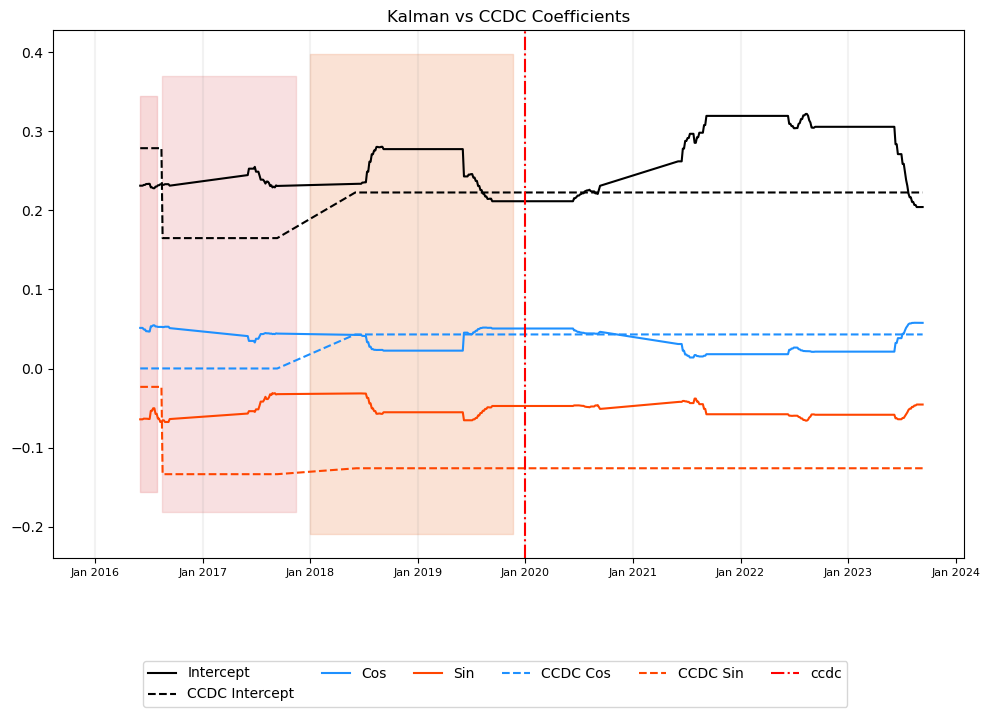 Kalman vs CCDC Coefficients
0.4
0.3
0.2
0.1
0.0
−0.1
−0.2
Jan 2016 Jan 2017 Jan 2018 Jan 2019 Jan 2020 Jan 2021 Jan 2022 Jan 2023 Jan 2024
Intercept Cos Sin CCDC Cos CCDC Sin ccdc
CCDC Intercept